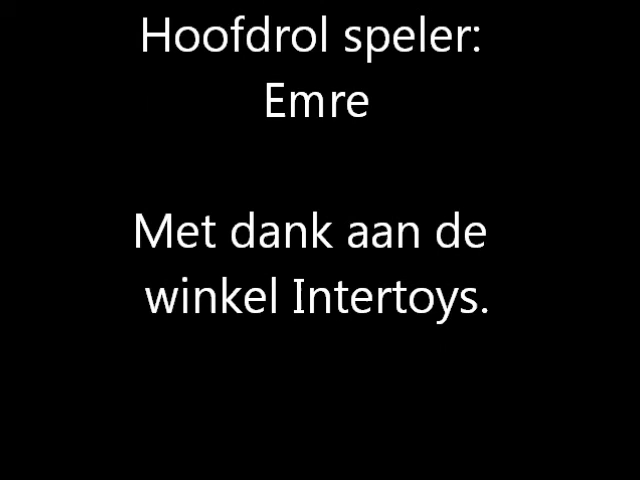 Hoofdrol speler:
Emre
Met dank aan de
winkel Intertoys.